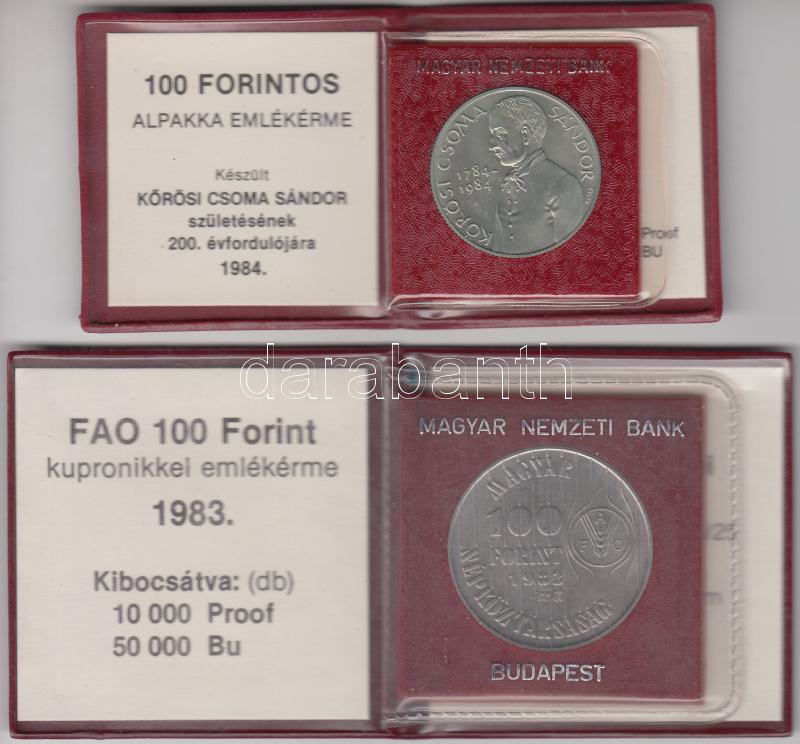 100 FORINTOS
ALPAKKA EMLÉKÉRME
Készült
KŐRÖSI CSOMA SÁNDOR
születésének
200. évfordulójára
1984.
MAGYAR NEMZETI BANK
KŐRÖSI CSOMA SÁNDOR
1784-
1984
Proof
BU
darabanth
FAO 100 Forint
kupronikkel emlékérme
1983.
Kibocsátva: (db)
10 000 Proof
50 000 Bu
MAGYAR NEMZETI BANK
MAGYAR
100
FORINT
1983
NÉPKÖZTÁRSASÁG
F O
BUDAPEST